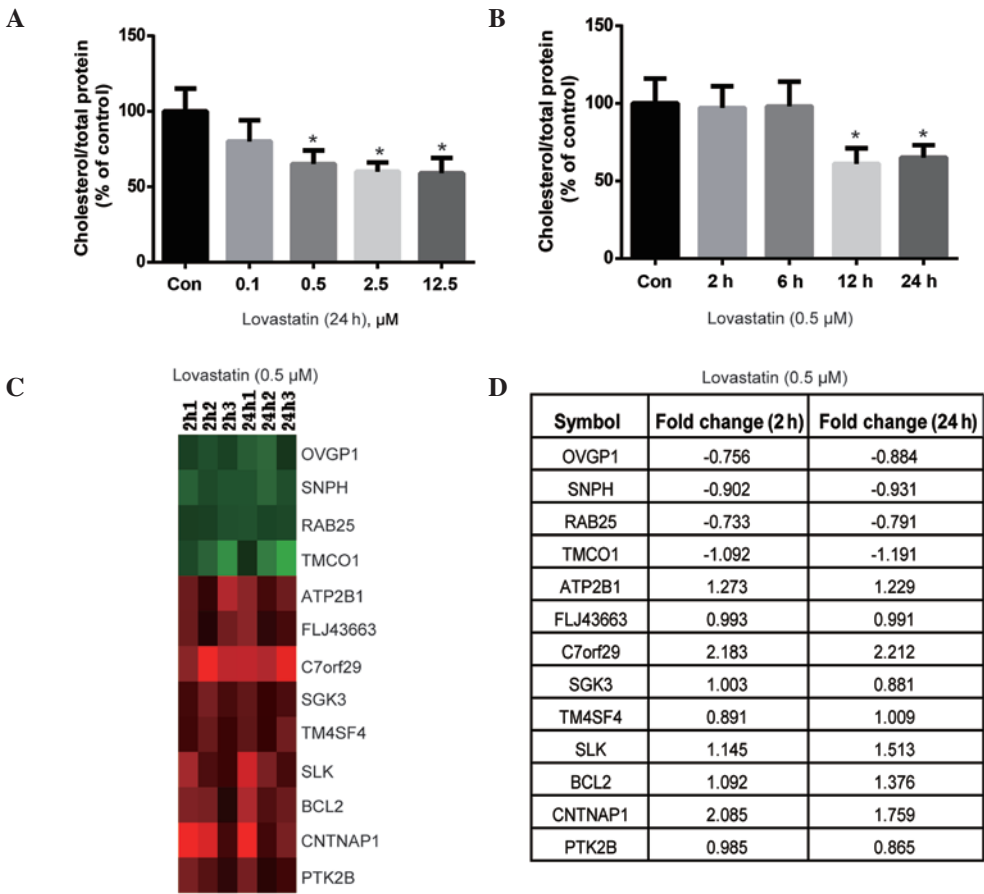 A
Cholesterol/total protein
(% of control)
150
100
50
0
*
*
*
Con 0.1 0.5 2.5 12.5
Lovastatin (24 h), µM
B
Cholesterol/total protein
(% of control)
150
100
50
0
*
*
Con 2 h 6 h 12 h 24 h
Lovastatin (0.5 µM)
C
Lovastatin (0.5 µM)
2h1 2h2 2h3 24h1 24h2 24h3
OVGP1
SNPH
RAB25
TMCO1
ATP2B1
FLJ43663
C7orf29
SGK3
TM4SF4
SLK
BCL2
CNTNAP1
PTK2B
D
Lovastatin (0.5 µM)
Symbol Fold change (2 h) Fold change (24 h)
OVGP1 -0.756 -0.884
SNPH -0.902 -0.931
RAB25 -0.733 -0.791
TMCO1 -1.092 -1.191
ATP2B1 1.273 1.229
FLJ43663 0.993 0.991
C7orf29 2.183 2.212
SGK3 1.003 0.881
TM4SF4 0.891 1.009
SLK 1.145 1.513
BCL2 1.092 1.376
CNTNAP1 2.085 1.759
PTK2B 0.985 0.865